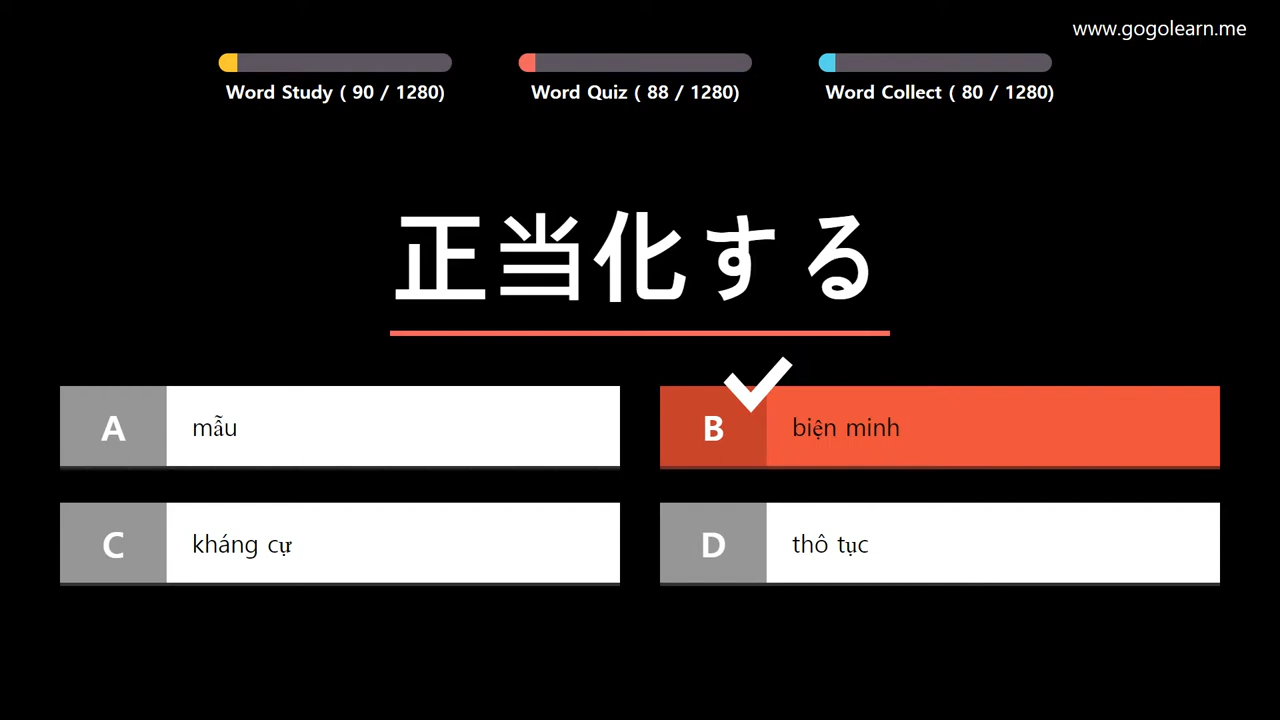 www.gogolearn.me
Word Study ( 90 / 1280)
Word Quiz ( 88 / 1280)
Word Collect ( 80 / 1280)
正当化する
A mẫu
B biện minh
C kháng cự
D thô tục